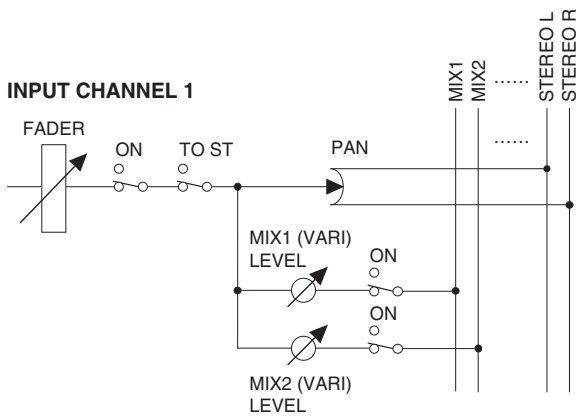 INPUT CHANNEL 1
FADER
ON
TO ST
PAN
MIX1
MIX2
......
STEREO L
STEREO R
......
MIX1 (VARI)
LEVEL
ON
ON
MIX2 (VARI)
LEVEL